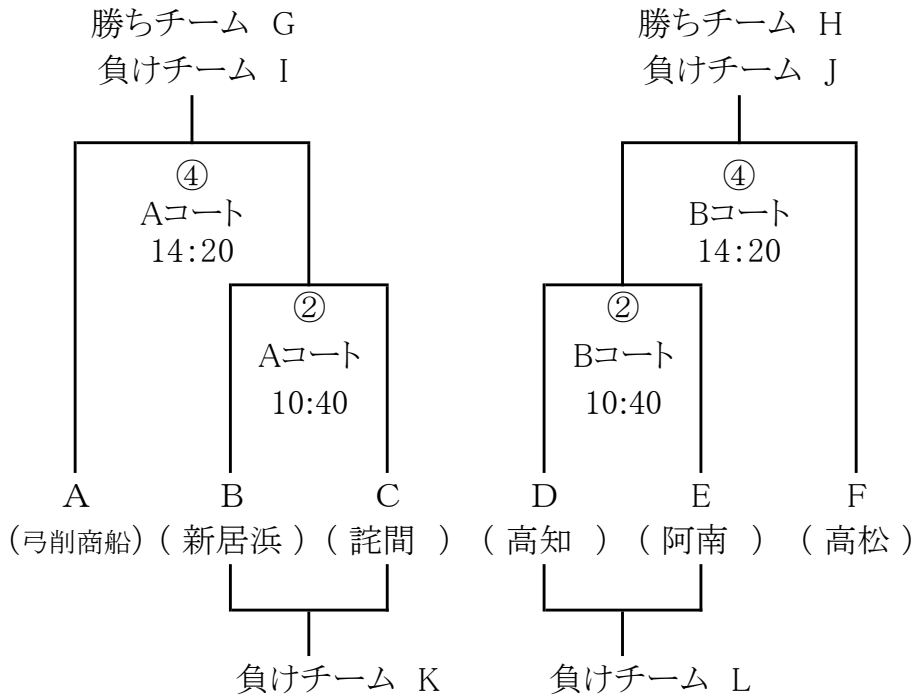 勝ちチーム G
負けチーム I
勝ちチーム H
負けチーム J
④
Aコート
14:20
④
Bコート
14:20
②
Aコート
10:40
②
Bコート
10:40
A B C D E F
(弓削商船) ( 新居浜 ) ( 詫間 ) ( 高知 ) ( 阿南 ) ( 高松 )
負けチーム K
負けチーム L